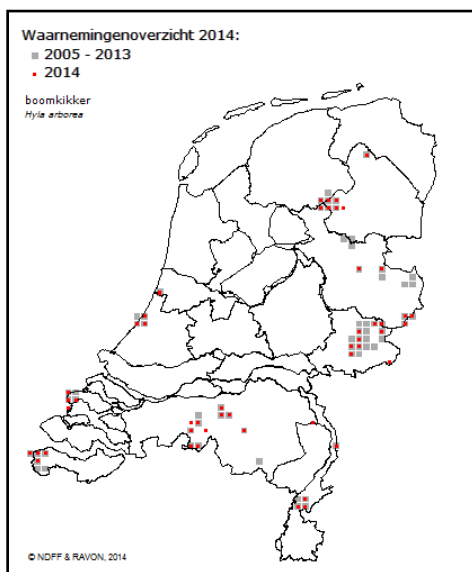 Waarnemingenoverzicht 2014:
2005 - 2013
2014
boomkikker
Hyla arborea
© NDFF & RAVON, 2014